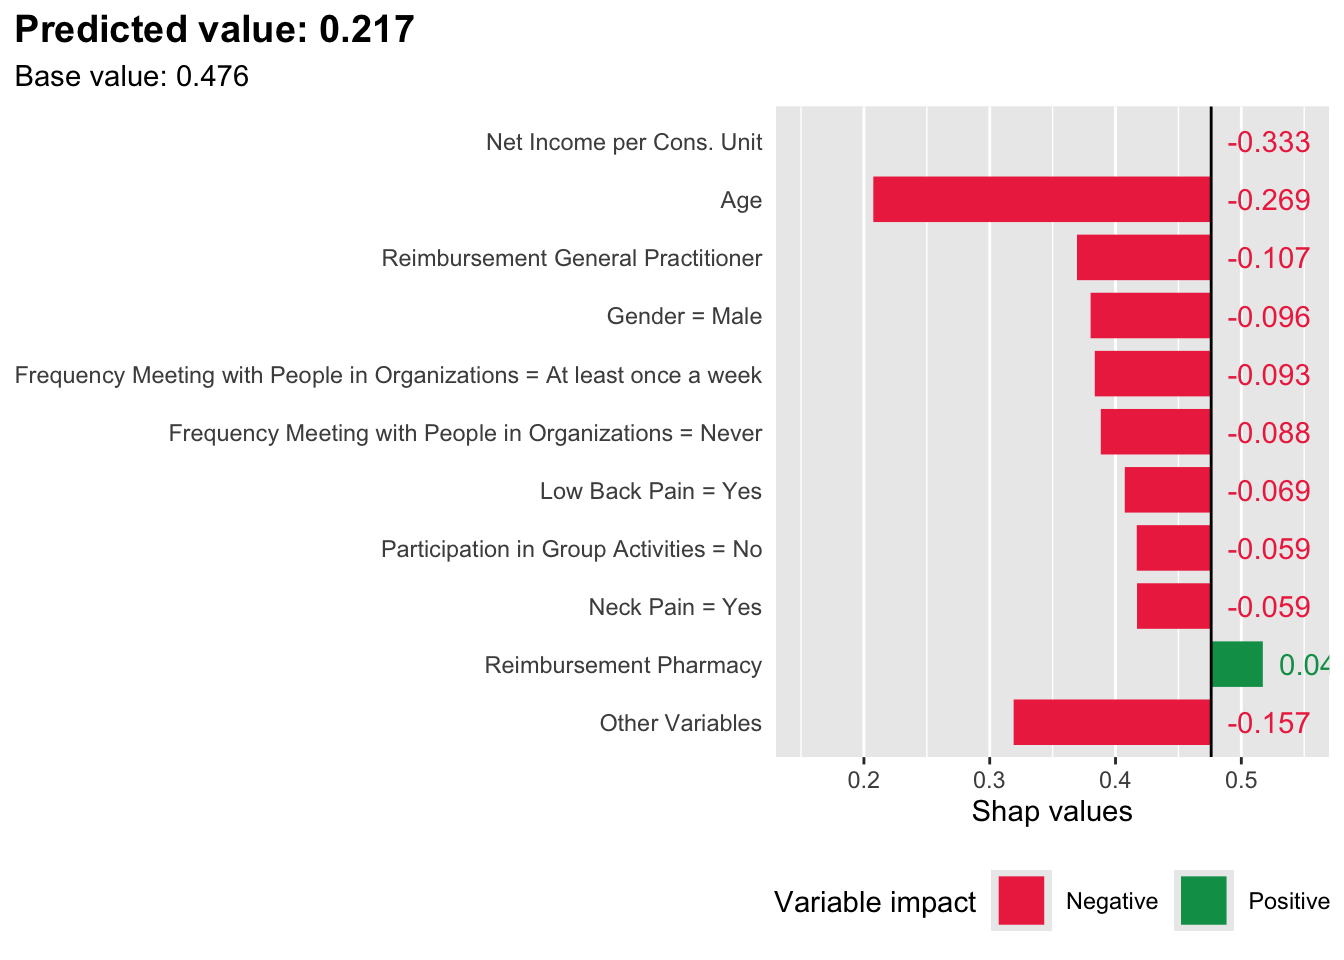 Predicted value: 0.217
Base value: 0.476
Net Income per Cons. Unit -0.333
Age -0.269
Reimbursement General Practitioner -0.107
Gender = Male -0.096
Frequency Meeting with People in Organizations = At least once a week -0.093
Frequency Meeting with People in Organizations = Never -0.088
Low Back Pain = Yes -0.069
Participation in Group Activities = No -0.059
Neck Pain = Yes -0.059
Reimbursement Pharmacy 0.04
Other Variables -0.157
0.2 0.3 0.4 0.5
Shap values
Variable impact Negative Positive